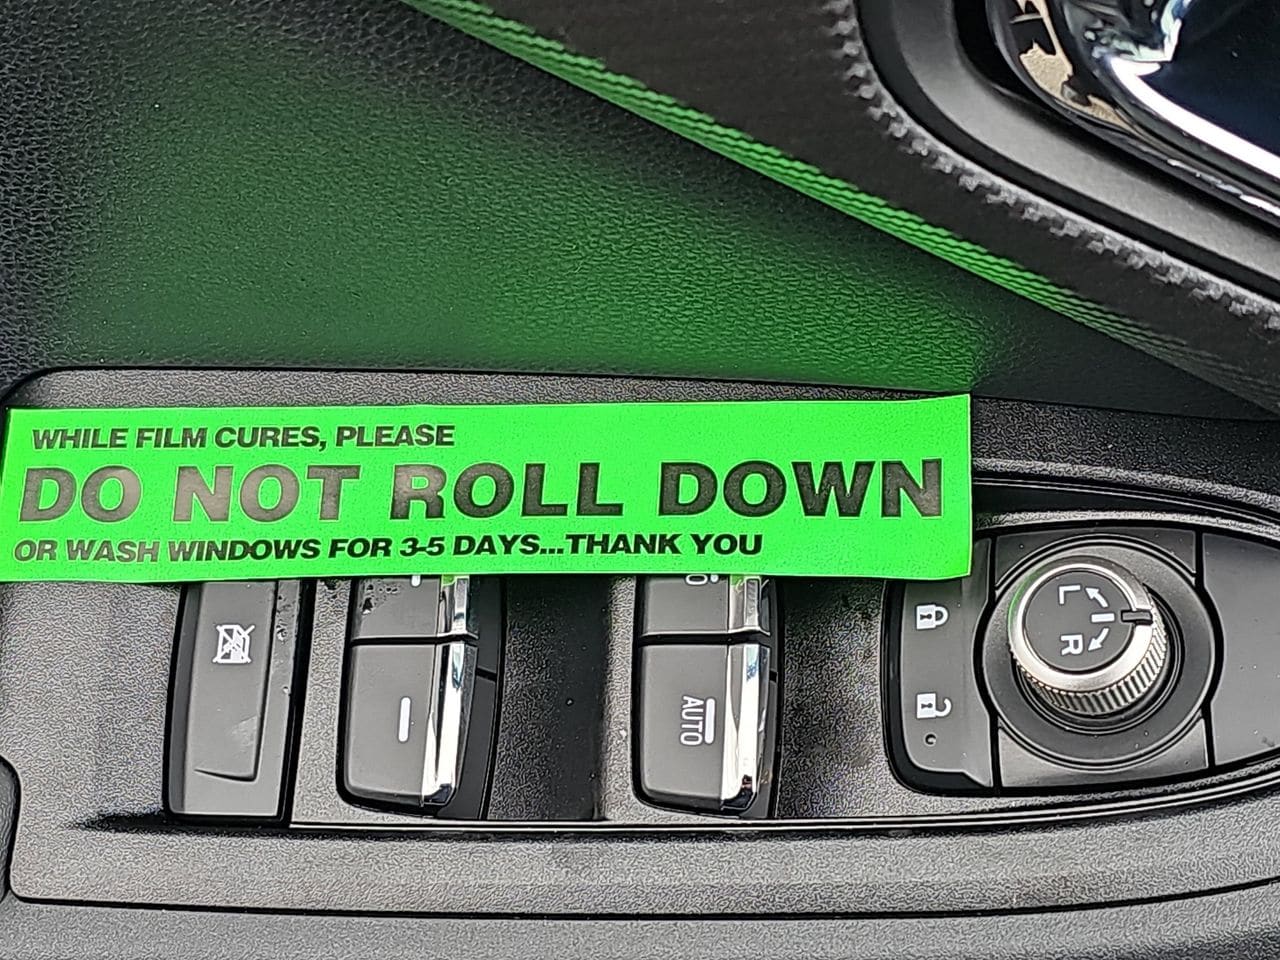 WHILE FILM CURES, PLEASE
DO NOT ROLL DOWN
OR WASH WINDOWS FOR 3-5 DAYS...THANK YOU
AUTO
L
R